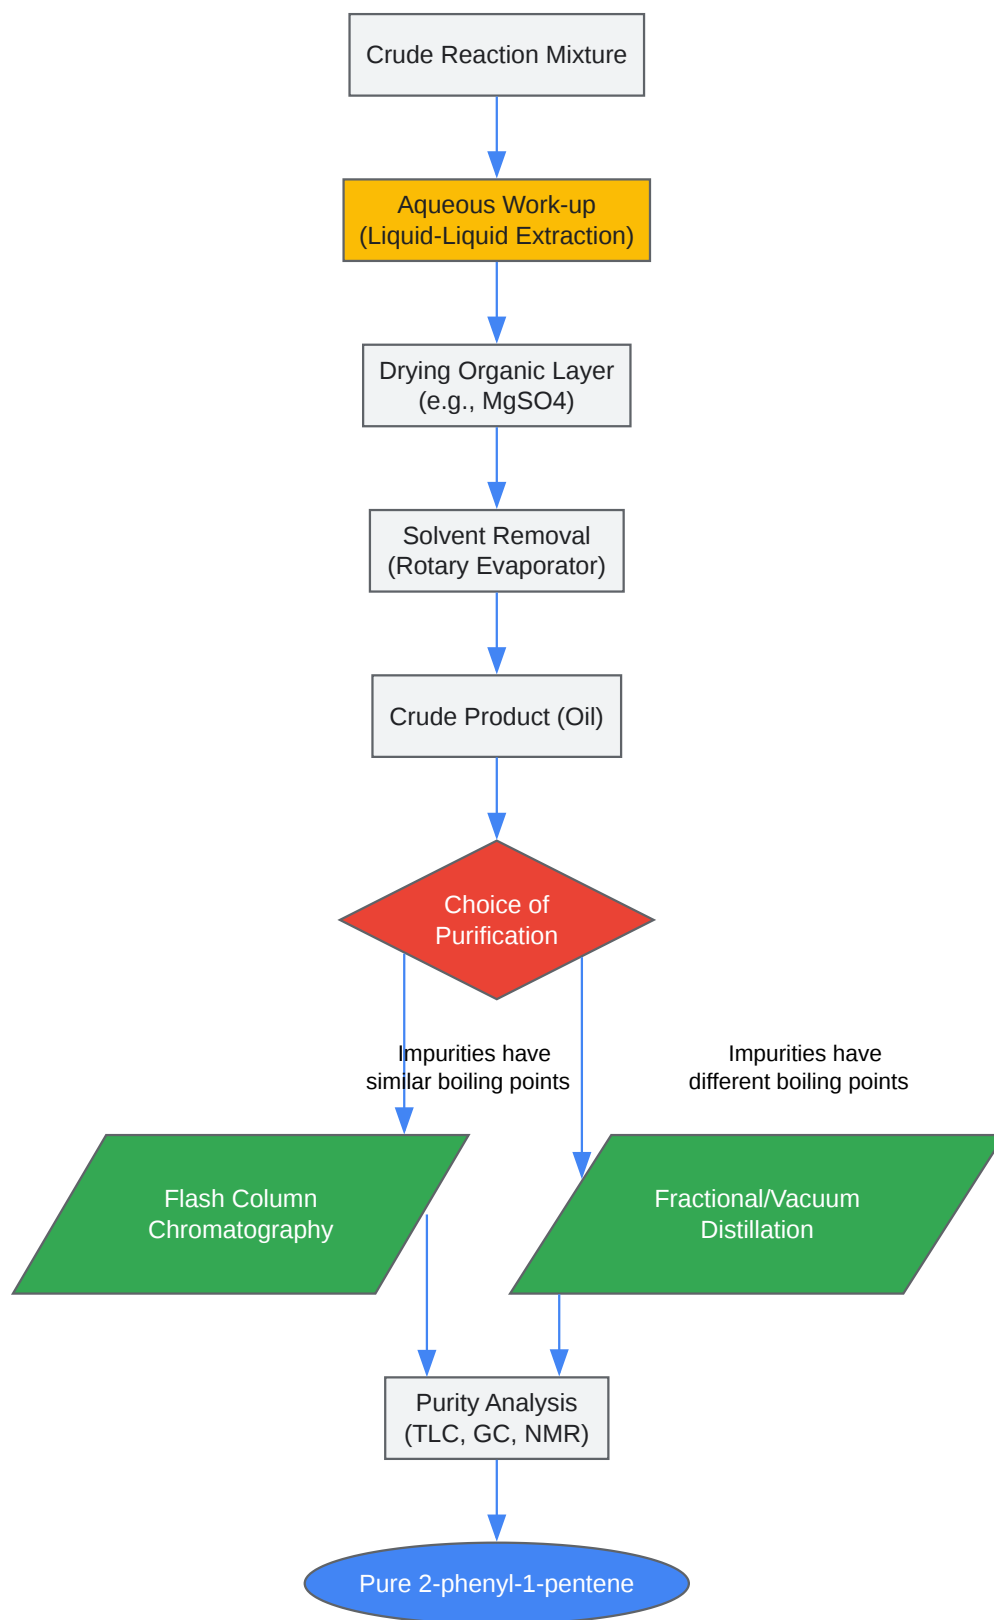 Crude Reaction Mixture
Aqueous Work-up
(Liquid-Liquid Extraction)
Drying Organic Layer
(e.g., MgSO4)
Solvent Removal
(Rotary Evaporator)
Crude Product (Oil)
Choice of
Purification
Impurities have
similar boiling points
Impurities have
different boiling points
Flash Column
Chromatography
Fractional/Vacuum
Distillation
Purity Analysis
(TLC, GC, NMR)
Pure 2-phenyl-1-pentene